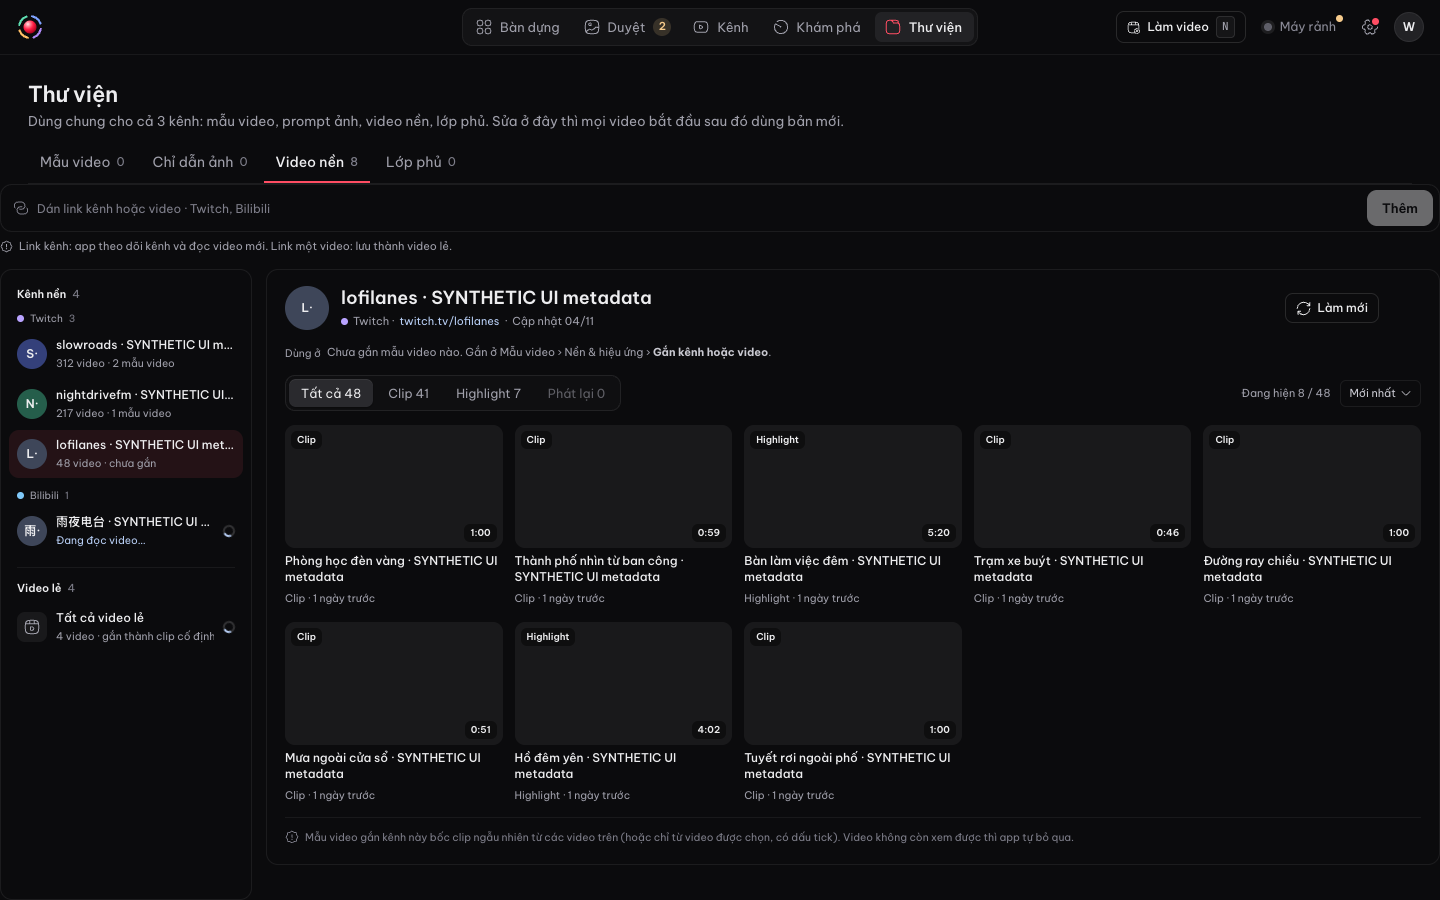 Bàn dựng
Duyệt 2
Kênh
Khám phá
Thư viện
Làm video N
Máy rảnh
W
Thư viện
Dùng chung cho cả 3 kênh: mẫu video, prompt ảnh, video nền, lớp phủ. Sửa ở đây thì mọi video bắt đầu sau đó dùng bản mới.
Mẫu video 0
Chỉ dẫn ảnh 0
Video nền 8
Lớp phủ 0
Dán link kênh hoặc video · Twitch, Bilibili
Thêm
Link kênh: app theo dõi kênh và đọc video mới. Link một video: lưu thành video lẻ.
Kênh nền 4
Twitch 3
S·
slowroads · SYNTHETIC UI m...
312 video · 2 mẫu video
N·
nightdrivefm · SYNTHETIC UI...
217 video · 1 mẫu video
L·
lofilanes · SYNTHETIC UI met...
48 video · chưa gắn
Bilibili 1
雨·
雨夜电台 · SYNTHETIC UI ...
Đang đọc video...
Video lẻ 4
Tất cả video lẻ
4 video · gắn thành clip cố định
L·
lofilanes · SYNTHETIC UI metadata
Twitch · twitch.tv/lofilanes · Cập nhật 04/11
Làm mới
Dùng ở Chưa gắn mẫu video nào. Gắn ở Mẫu video › Nền & hiệu ứng › Gắn kênh hoặc video.
Tất cả 48
Clip 41
Highlight 7
Phát lại 0
Đang hiện 8 / 48
Mới nhất
Clip
1:00
Phòng học đèn vàng · SYNTHETIC UI
metadata
Clip · 1 ngày trước
Clip
0:59
Thành phố nhìn từ ban công ·
SYNTHETIC UI metadata
Clip · 1 ngày trước
Highlight
5:20
Bàn làm việc đêm · SYNTHETIC UI
metadata
Highlight · 1 ngày trước
Clip
0:46
Trạm xe buýt · SYNTHETIC UI
metadata
Clip · 1 ngày trước
Clip
1:00
Đường ray chiều · SYNTHETIC UI
metadata
Clip · 1 ngày trước
Clip
0:51
Mưa ngoài cửa sổ · SYNTHETIC UI
metadata
Clip · 1 ngày trước
Highlight
4:02
Hồ đêm yên · SYNTHETIC UI
metadata
Highlight · 1 ngày trước
Clip
1:00
Tuyết rơi ngoài phố · SYNTHETIC UI
metadata
Clip · 1 ngày trước
Mẫu video gắn kênh này bốc clip ngẫu nhiên từ các video trên (hoặc chỉ từ video được chọn, có dấu tick). Video không còn xem được thì app tự bỏ qua.